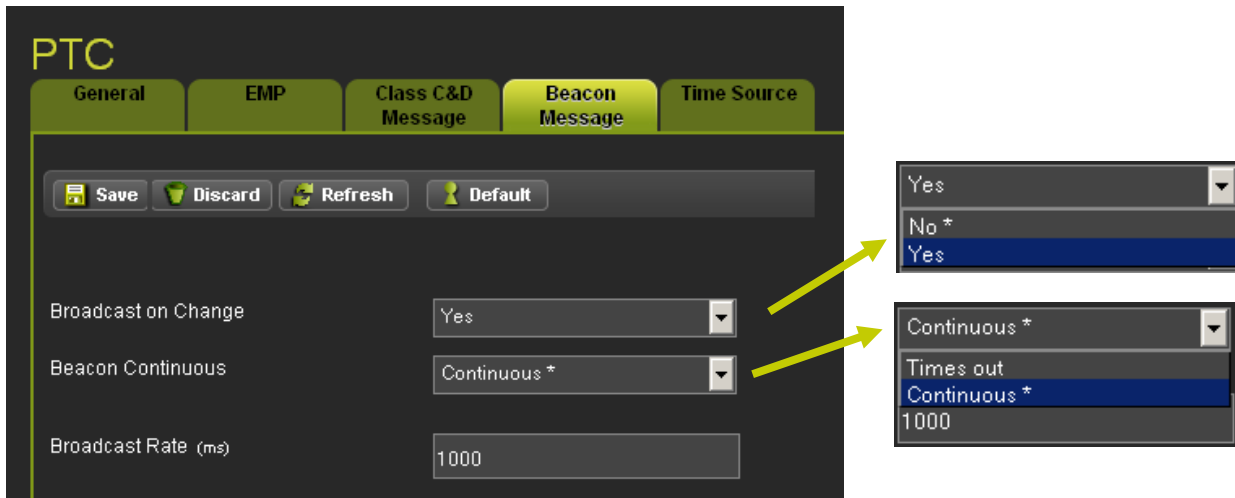 PTC
General EMP Class C&D Message Beacon Message Time Source
Save Discard Refresh Default
Broadcast on Change Yes
Beacon Continuous Continuous *
Broadcast Rate (ms) 1000
Yes
No *
Yes
Continuous *
Times out
Continuous *
1000